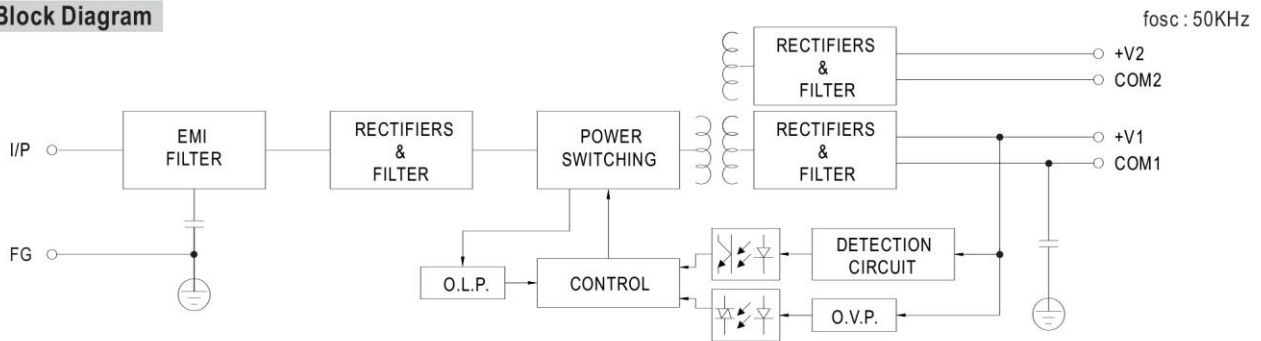 Block Diagram
fosc : 50KHz
RECTIFIERS
&
FILTER
+V2
COM2
I/P
EMI
FILTER
RECTIFIERS
&
FILTER
POWER
SWITCHING
RECTIFIERS
&
FILTER
+V1
COM1
FG
O.L.P.
CONTROL
DETECTION
CIRCUIT
O.V.P.